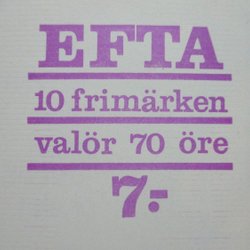 EFTA
10 frimärken
valör 70 öre
7:-